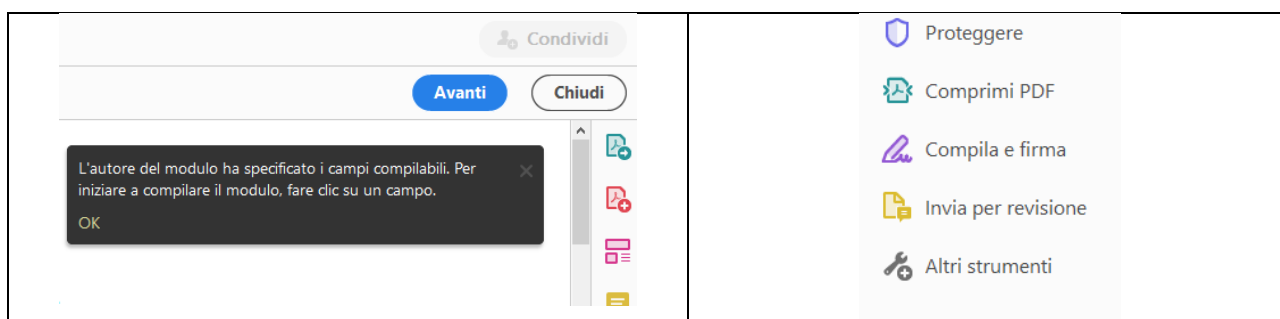 Condividi
Avanti
Chiudi
L'autore del modulo ha specificato i campi compilabili. Per
iniziare a compilare il modulo, fare clic su un campo.
OK
Proteggere
Comprimi PDF
Compila e firma
Invia per revisione
Altri strumenti